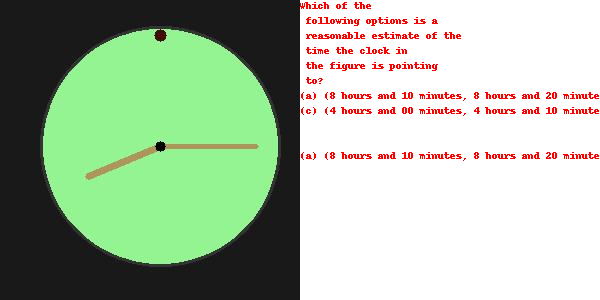 Which of the
following options is a
reasonable estimate of the
time the clock in
the figure is pointing
to?
(a) (8 hours and 10 minutes, 8 hours and 20 minute
(c) (4 hours and 00 minutes, 4 hours and 10 minute
(a) (8 hours and 10 minutes, 8 hours and 20 minute